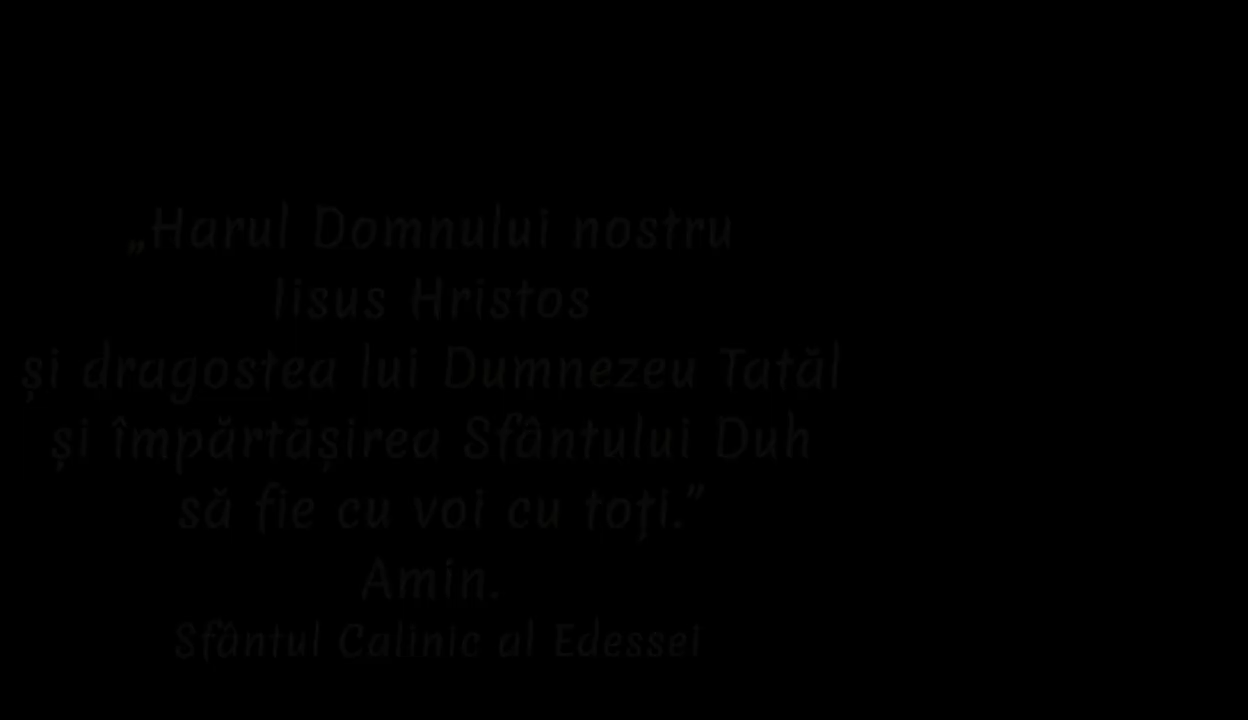 „Harul Domnului nostru
Iisus Hristos
și dragostea lui Dumnezeu Tatăl
și împărtășirea Sfântului Duh
să fie cu voi cu toți.”
Amin.
Sfântul Calinic al Edessei